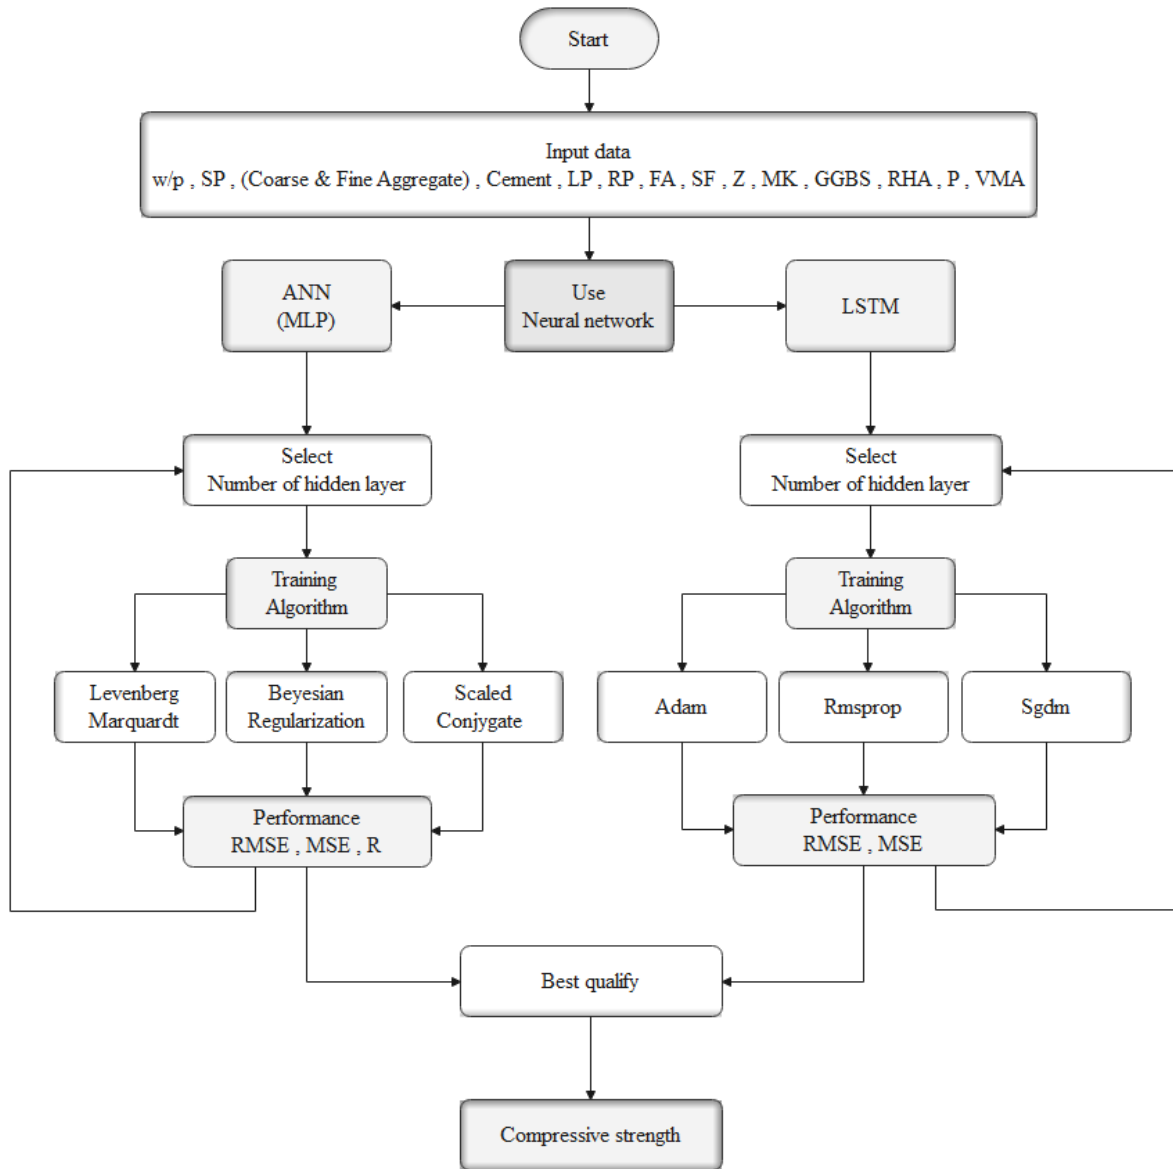 Start
Input data
w/p , SP , (Coarse & Fine Aggregate) , Cement , LP , RP , FA , SF , Z , MK , GGBS , RHA , P , VMA
ANN
(MLP)
Use
Neural network
LSTM
Select
Number of hidden layer
Select
Number of hidden layer
Training
Algorithm
Training
Algorithm
Levenberg
Marquardt
Beyesian
Regularization
Scaled
Conjygate
Adam
Rmsprop
Sgdm
Performance
RMSE , MSE , R
Performance
RMSE , MSE
Best qualify
Compressive strength